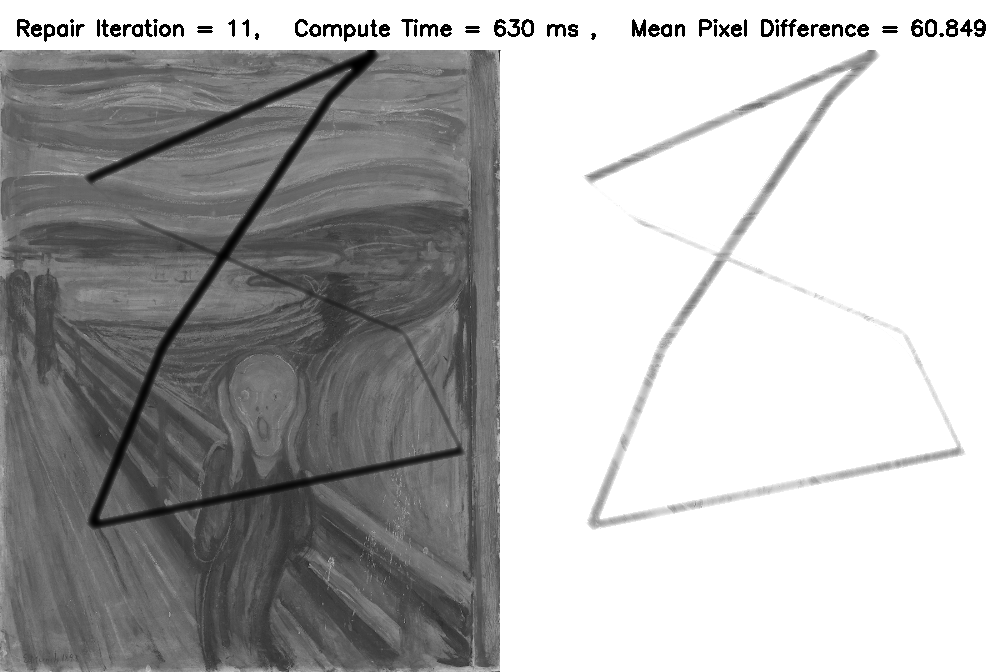 Repair Iteration = 11,    Compute Time = 630 ms ,    Mean Pixel Difference = 60.849